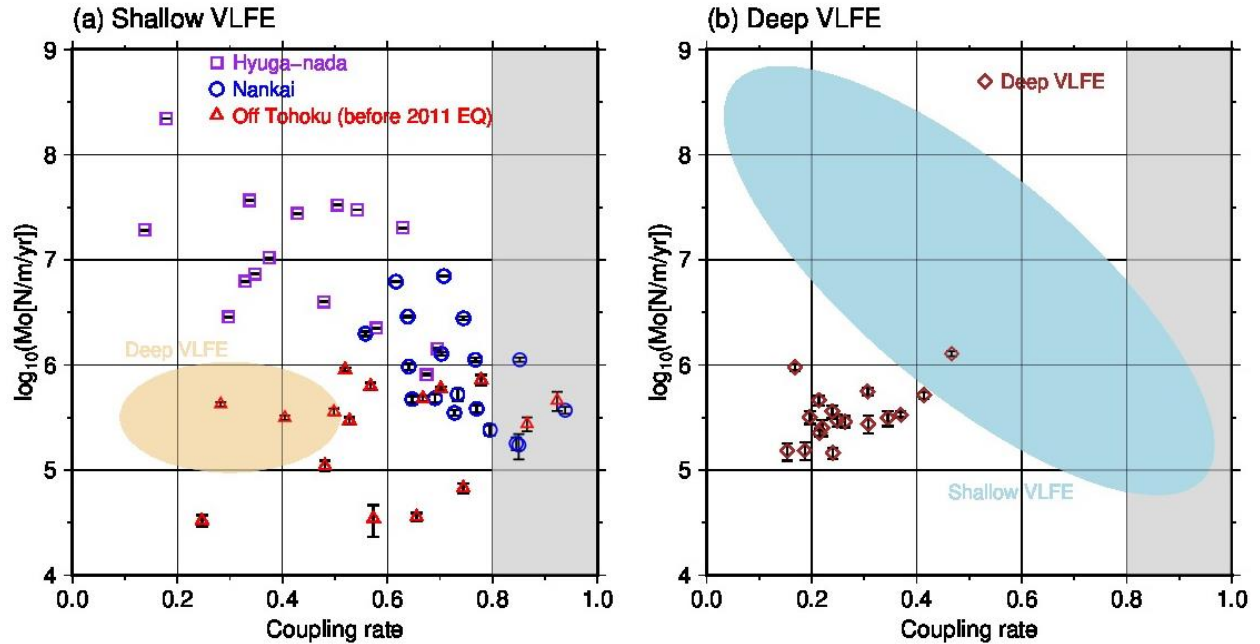 (a) Shallow VLFE
(b) Deep VLFE
9
8
7
6
5
4
log10(Mo[N/m/yr])
Hyuga-nada
Nankai
Off Tohoku (before 2011 EQ)
Deep VLFE
0.0 0.2 0.4 0.6 0.8 1.0
Coupling rate
9
8
7
6
5
4
log10(Mo[N/m/yr])
Deep VLFE
Shallow VLFE
0.0 0.2 0.4 0.6 0.8 1.0
Coupling rate